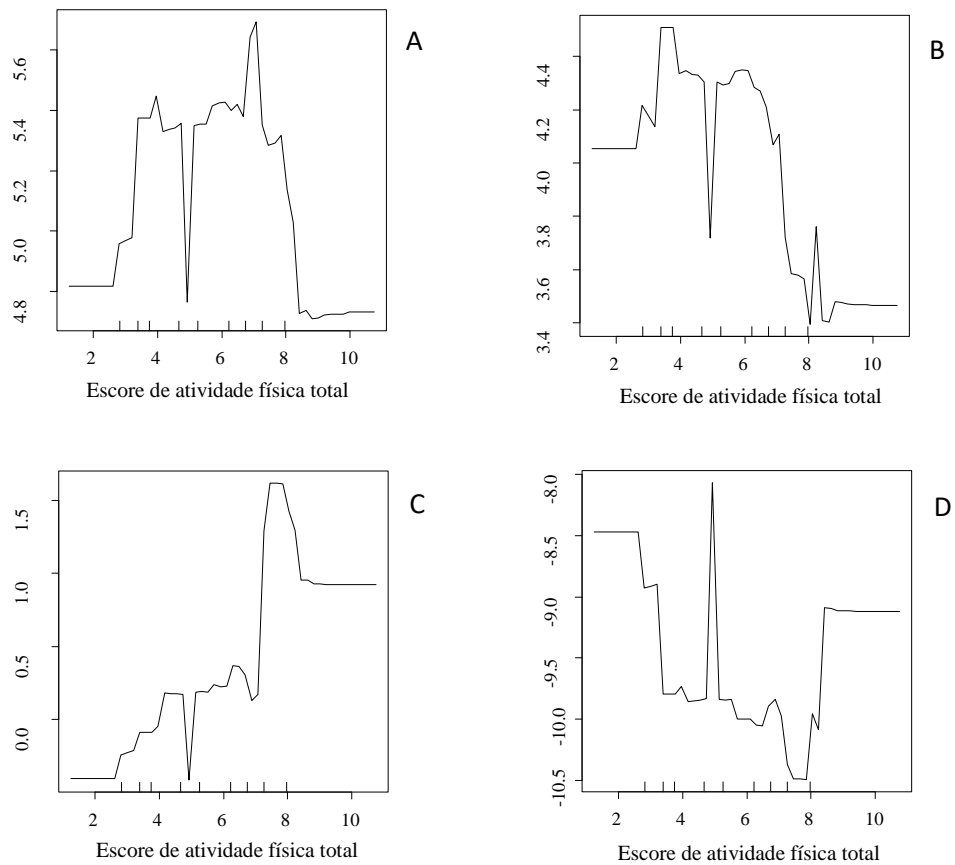 A
5.6
5.4
5.2
5.0
4.8
2 4 6 8 10
Escore de atividade física total
B
4.4
4.2
4.0
3.8
3.6
3.4
2 4 6 8 10
Escore de atividade física total
C
1.5
1.0
0.5
0.0
2 4 6 8 10
Escore de atividade física total
D
-8.0
-8.5
-9.0
-9.5
-10.0
-10.5
2 4 6 8 10
Escore de atividade física total